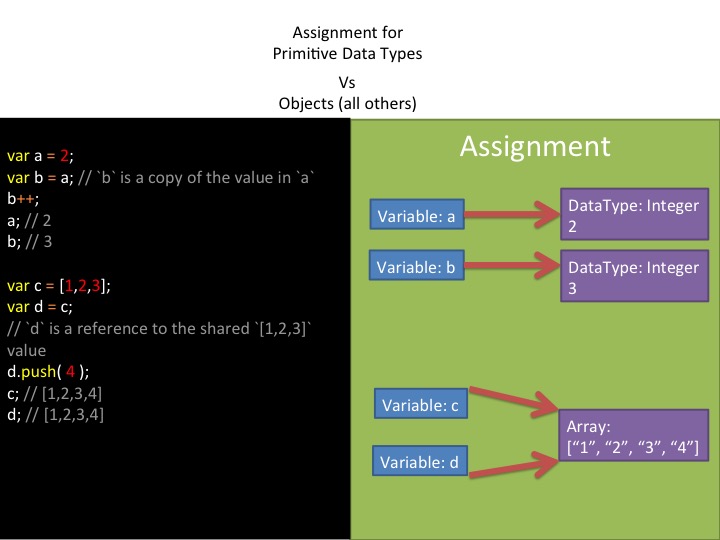 Assignment for
Primitive Data Types
Vs
Objects (all others)
var a = 2;
var b = a; // `b` is a copy of the value in `a`
b++;
a; // 2
b; // 3
var c = [1,2,3];
var d = c;
// `d` is a reference to the shared `[1,2,3]`
value
d.push( 4 );
c; // [1,2,3,4]
d; // [1,2,3,4]
Assignment
Variable: a
DataType: Integer
2
Variable: b
DataType: Integer
3
Variable: c
Variable: d
Array:
[“1”, “2”, “3”, “4”]